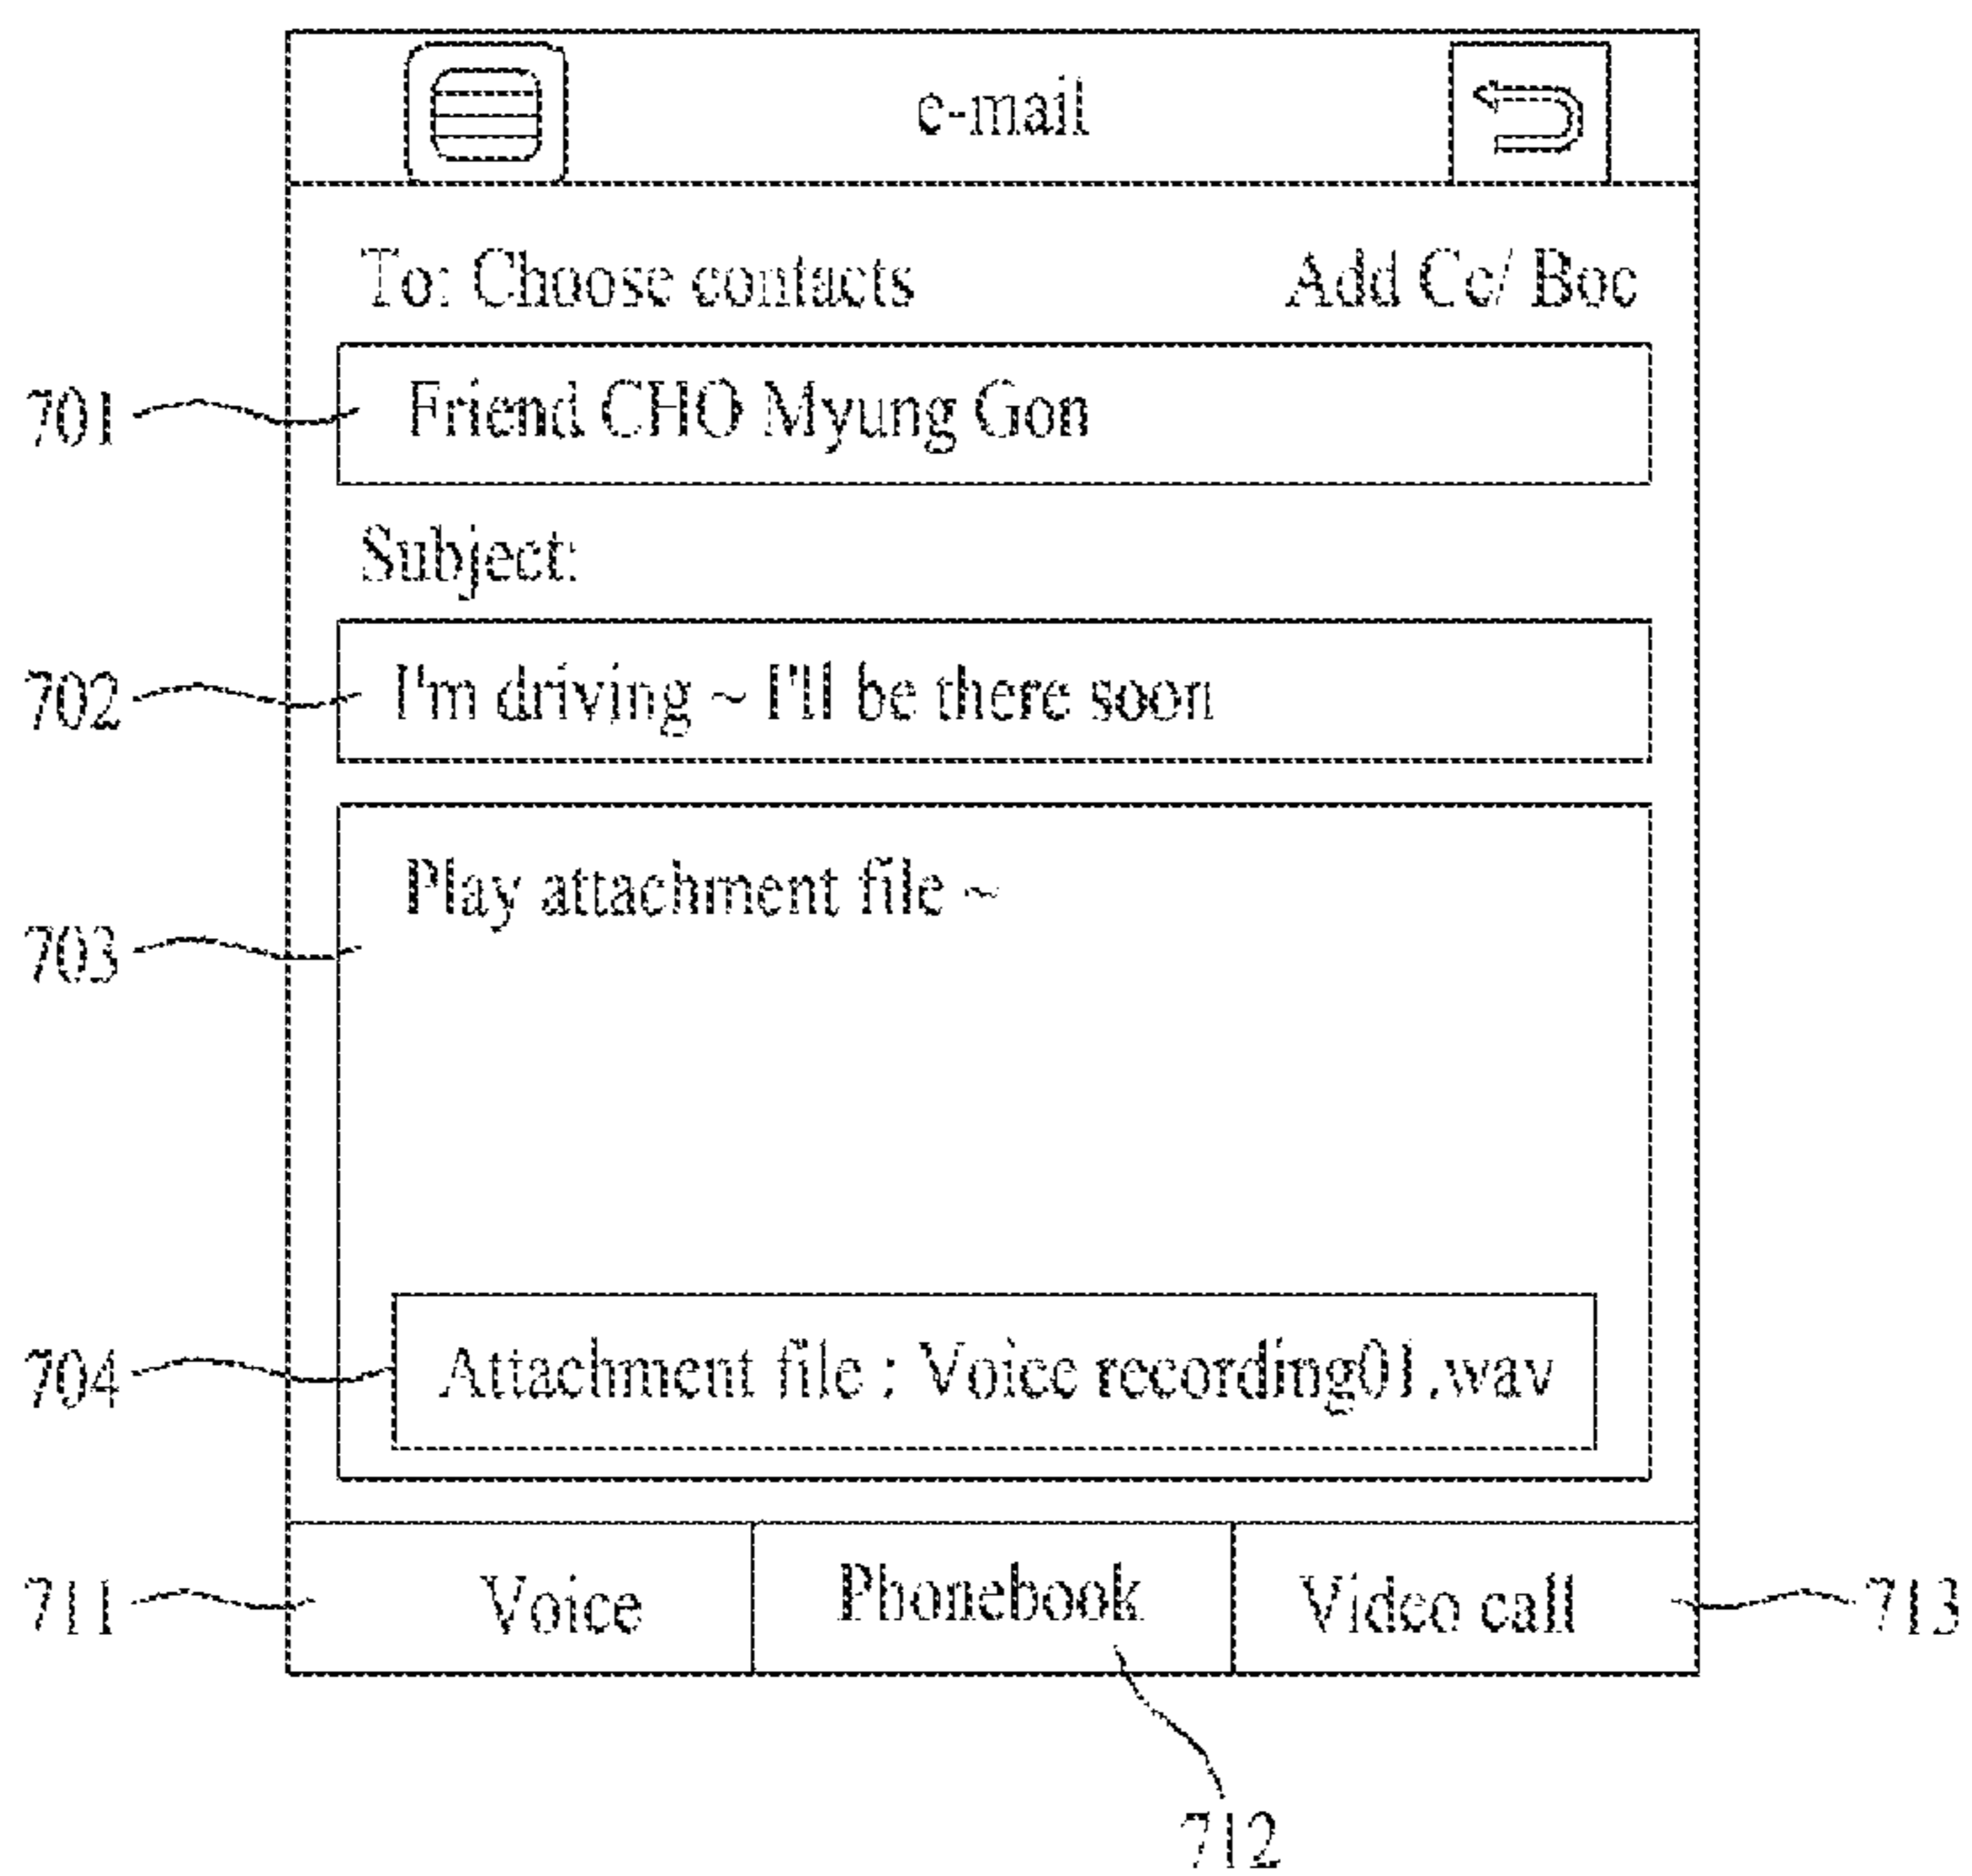 e-mail
To: Choose contacts Add Cc/ Boc
701 Friend CHO Myung Gon
Subject:
702 I'm driving ~ I'll be there soon
Play attachment file ~
703
704 Attachment file : Voice recording01.wav
711 Voice Phonebook Video call 713
712